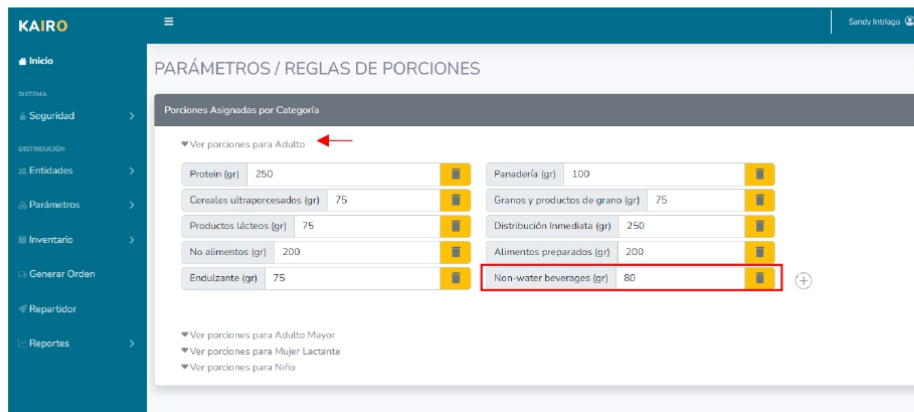 KAIRO
Sandy Intriago
Inicio
SISTEMA
Seguridad
DISTRIBUCIÓN
Entidades
Parámetros
Inventario
Generar Orden
Repartidor
Reportes
PARÁMETROS / REGLAS DE PORCIONES
Porciones Asignadas por Categoría
Ver porciones para Adulto
Protein (gr) 250 Panadería (gr) 100
Cereales ultraporcesados (gr) 75 Granos y productos de grano (gr) 75
Productos lácteos (gr) 75 Distribución Inmediata (gr) 250
No alimentos (gr) 200 Alimentos preparados (gr) 200
Endulzante (gr) 75 Non-water beverages (gr) 80
Ver porciones para Adulto Mayor
Ver porciones para Mujer Lactante
Ver porciones para Niño